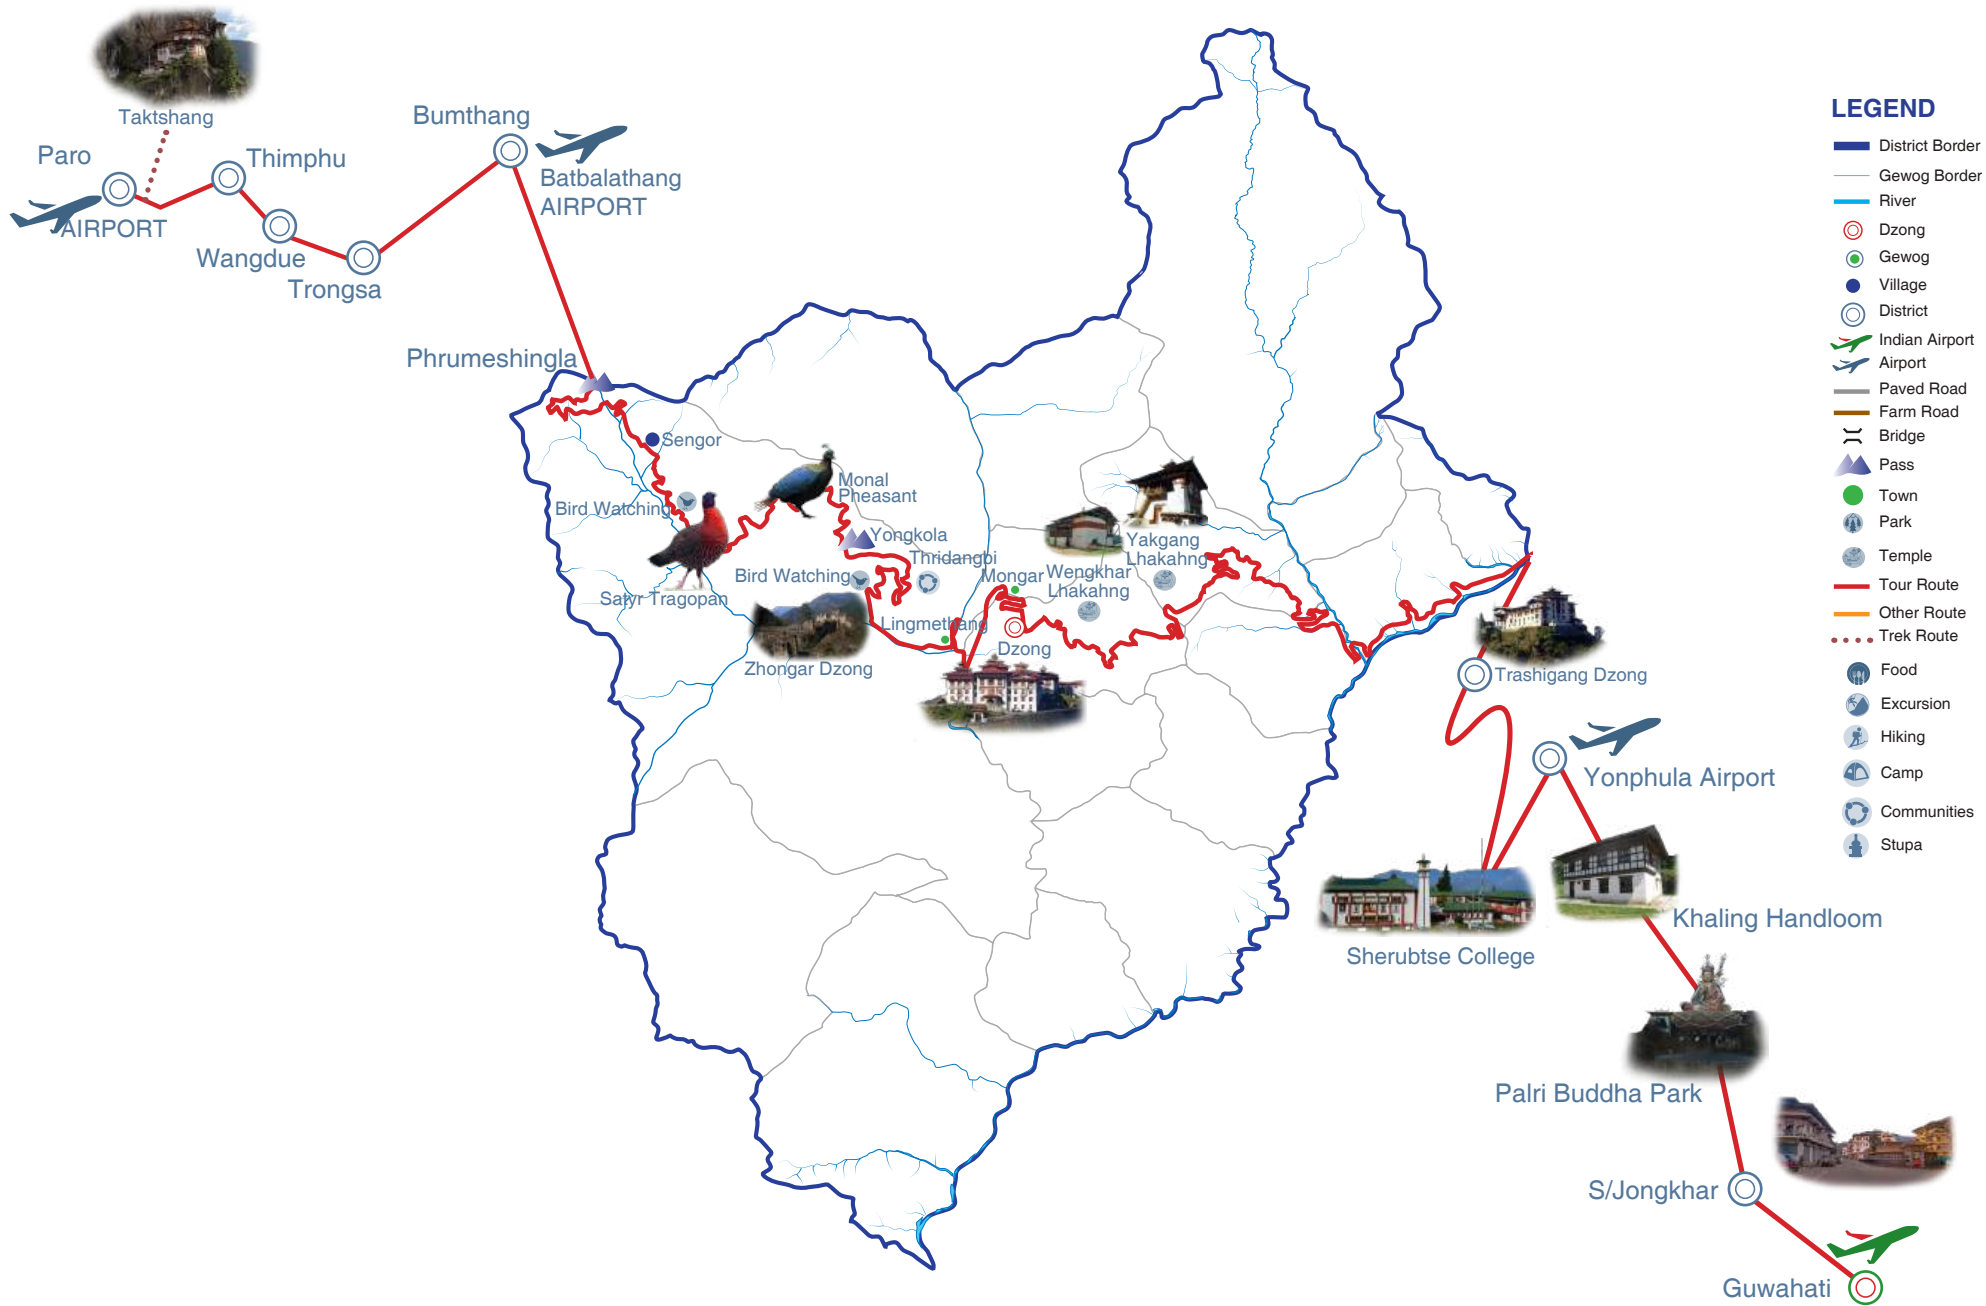 Taktshang
Paro
AIRPORT
Thimphu
Wangdue
Trongsa
Bumthang
Batbalathang
AIRPORT
Phrumeshingla
Sengor
Bird Watching
Satyr Tragopan
Monal
Pheasant
Yongkola
Thridangbi
Bird Watching
Zhongar Dzong
Lingmethang
Mongar
Dzong
Wengkhar
Lhakahng
Yakgang
Lhakahng
Trashigang Dzong
Yonphula Airport
Sherubtse College
Khaling Handloom
Palri Buddha Park
S/Jongkhar
Guwahati
LEGEND
District Border
Gewog Border
River
Dzong
Gewog
Village
District
Indian Airport
Airport
Paved Road
Farm Road
Bridge
Pass
Town
Park
Temple
Tour Route
Other Route
Trek Route
Food
Excursion
Hiking
Camp
Communities
Stupa